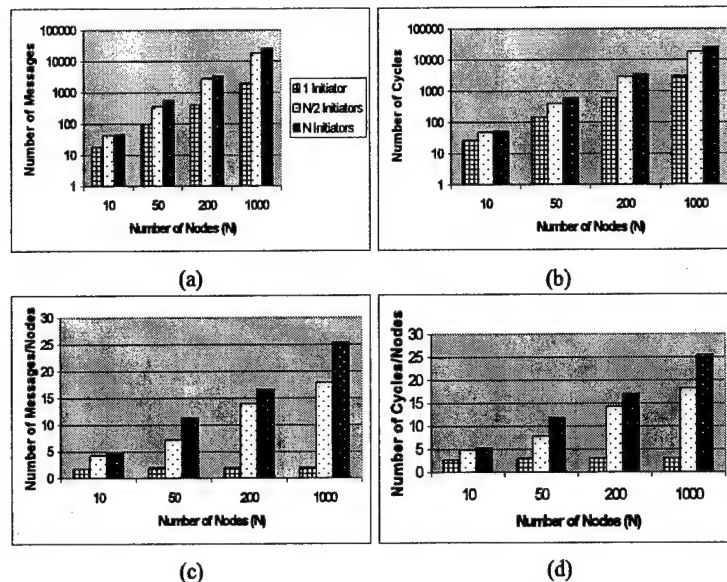 100000
10000
1000
100
10
1
Number of Messages
10 50 200 1000
Number of Nodes (N)
1 Initiator
N/2 Initiators
N Initiators
(a)
100000
10000
1000
100
10
1
Number of Cycles
10 50 200 1000
Number of Nodes (N)
(b)
30
25
20
15
10
5
0
Number of Messages/Nodes
10 50 200 1000
Number of Nodes (N)
(c)
30
25
20
15
10
5
0
Number of Cycles/Nodes
10 50 200 1000
Number of Nodes (N)
(d)